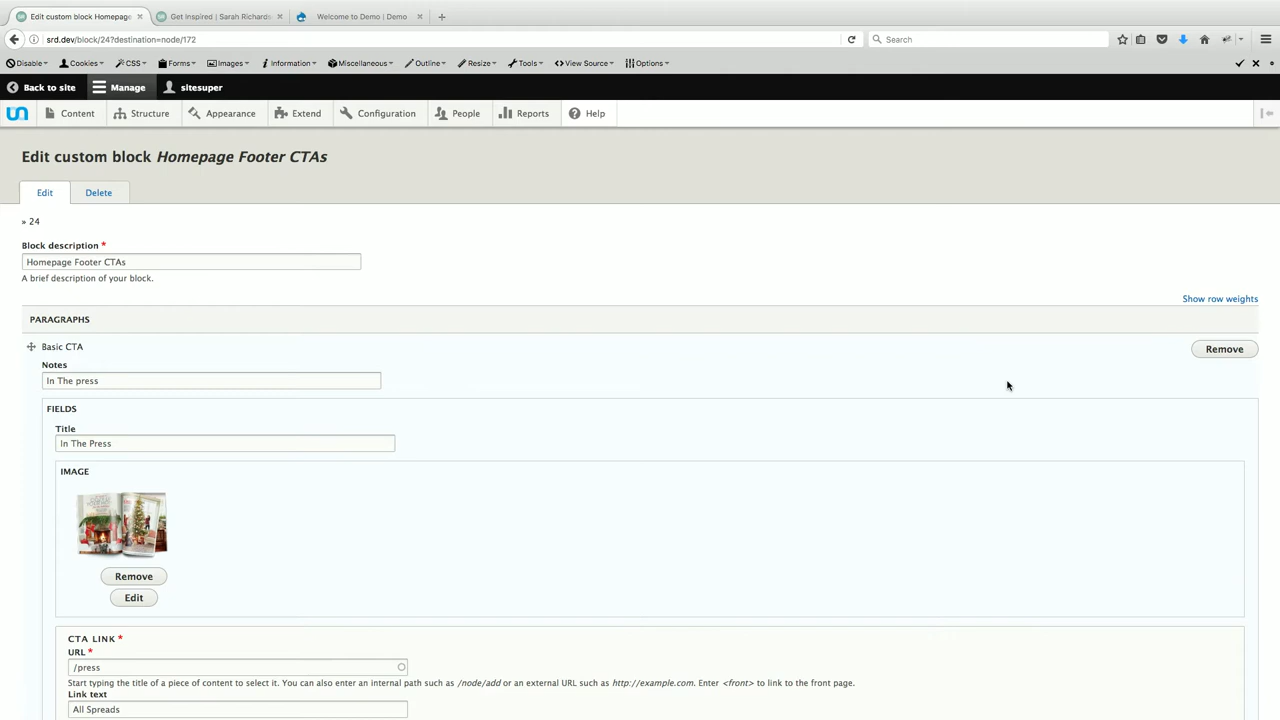 Edit custom block Homepage
Get Inspired | Sarah Richards
Welcome to Demo | Demo
srd.dev/block/24?destination=node/172
Search
Disable
Cookies
CSS
Forms
Images
Information
Miscellaneous
Outline
Resize
Tools
View Source
Options
Back to site
Manage
sitesuper
Content
Structure
Appearance
Extend
Configuration
People
Reports
Help
Edit custom block Homepage Footer CTAs
Edit
Delete
» 24
Block description *
Homepage Footer CTAs
A brief description of your block.
Show row weights
PARAGRAPHS
Basic CTA
Remove
Notes
In The press
FIELDS
Title
In The Press
IMAGE
Remove
Edit
CTA LINK *
URL *
/press
Start typing the title of a piece of content to select it. You can also enter an internal path such as /node/add or an external URL such as http://example.com. Enter <front> to link to the front page.
Link text
All Spreads